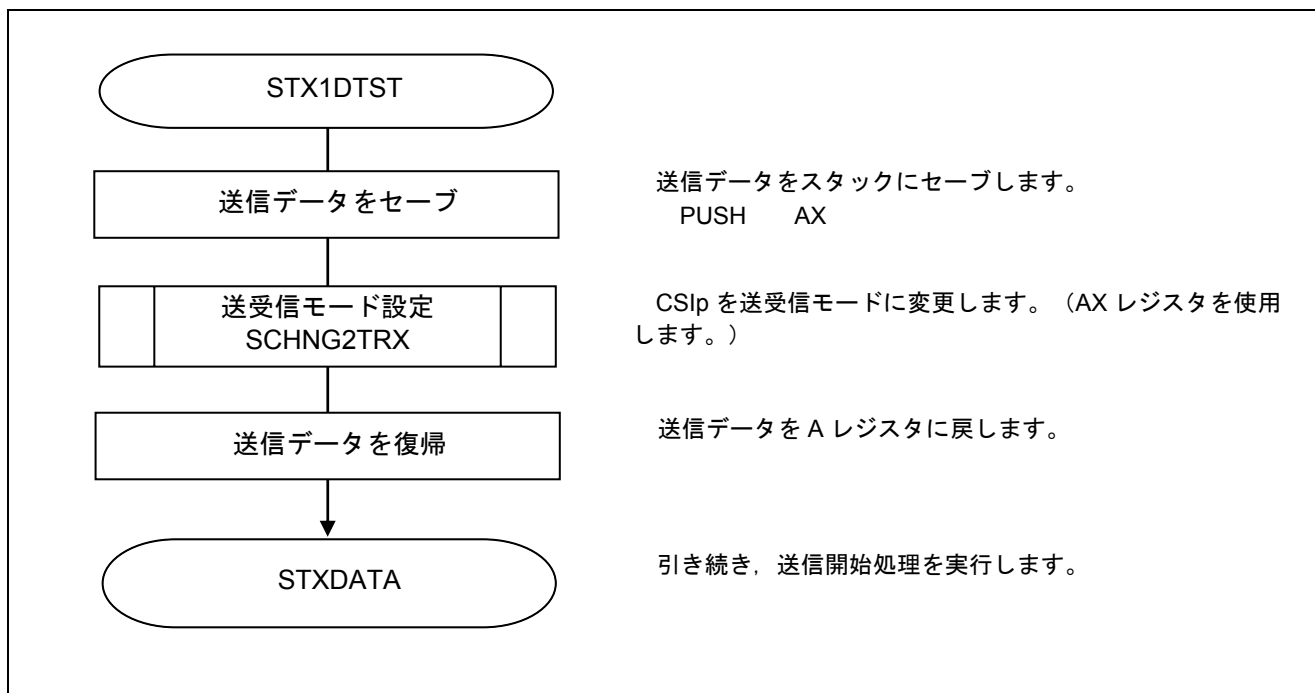 STX1DTST
送信データをセーブ
送信データをスタックにセーブします。
PUSH AX
送受信モード設定
SCHNG2TRX
CSIp を送受信モードに変更します。（AX レジスタを使用
します。）
送信データを復帰
送信データを A レジスタに戻します。
STXDATA
引き続き，送信開始処理を実行します。